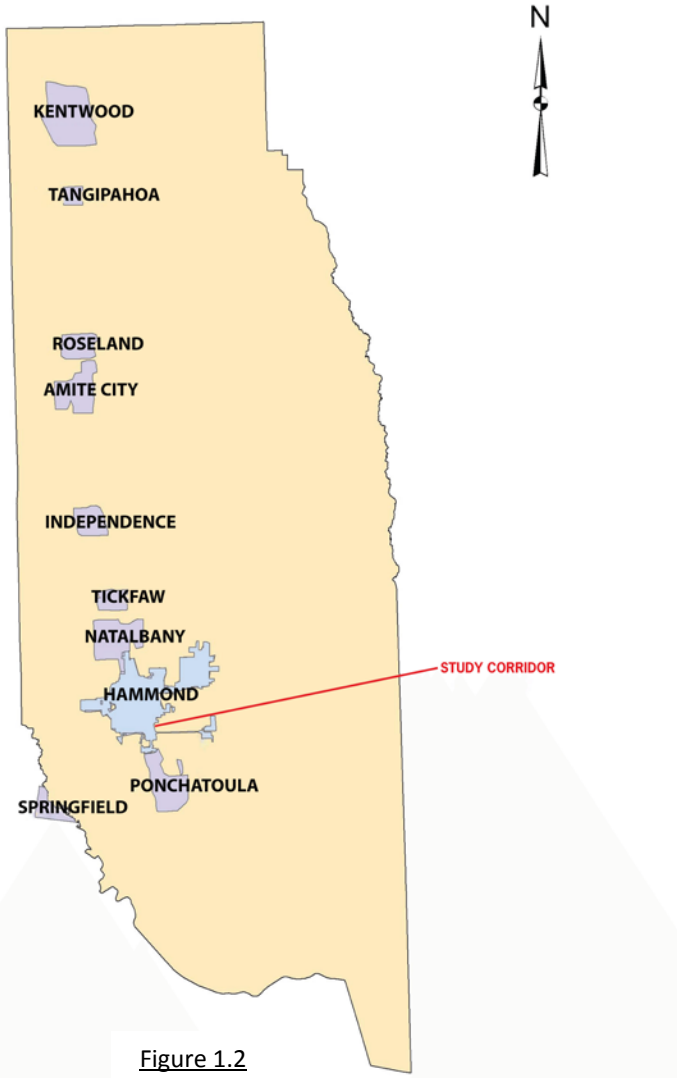 N
KENTWOOD
TANGIPAHOA
ROSELAND
AMITE CITY
INDEPENDENCE
TICKFAW
NATALBANY
STUDY CORRIDOR
HAMMOND
PONCHATOULA
SPRINGFIELD
Figure 1.2